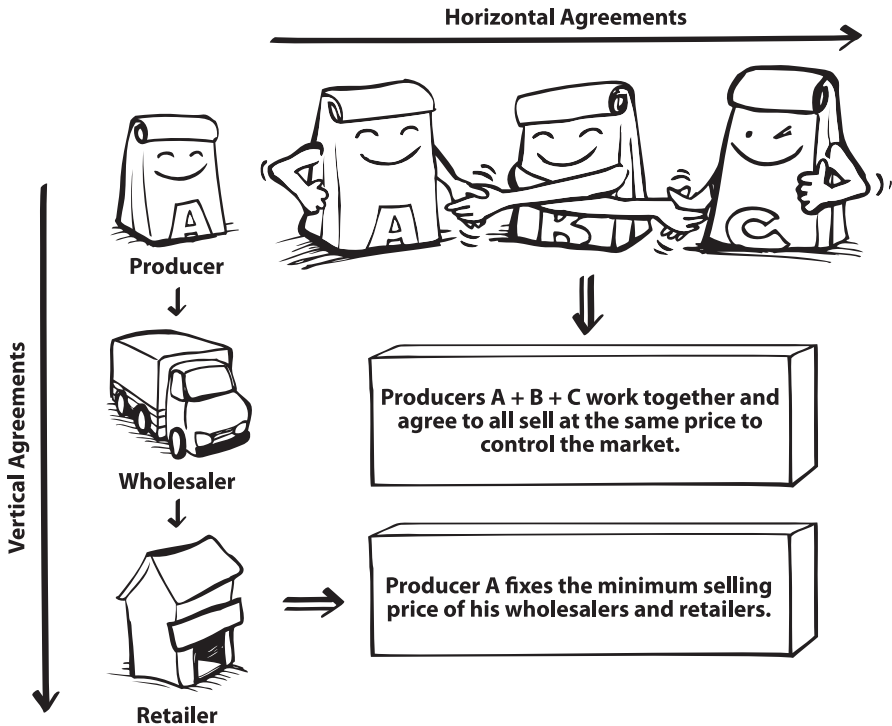 Horizontal Agreements
A
A
B
C
Producer
Vertical Agreements
Wholesaler
Retailer
Producers A + B + C work together and
agree to all sell at the same price to
control the market.
Producer A fixes the minimum selling
price of his wholesalers and retailers.